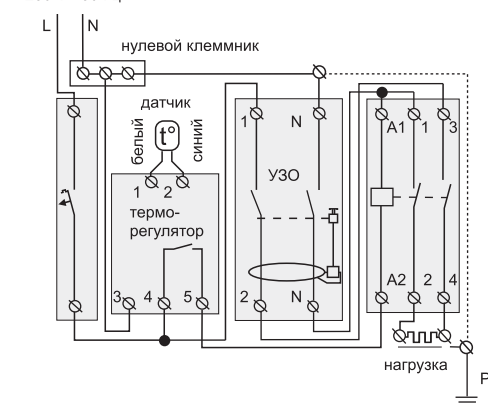 L N
нулевой клеммник
датчик
белый
t°
синий
1 2
термо-
регулятор
3 4 5
1 N
УЗО
2 N
A1 1 3
A2 2 4
нагрузка
P